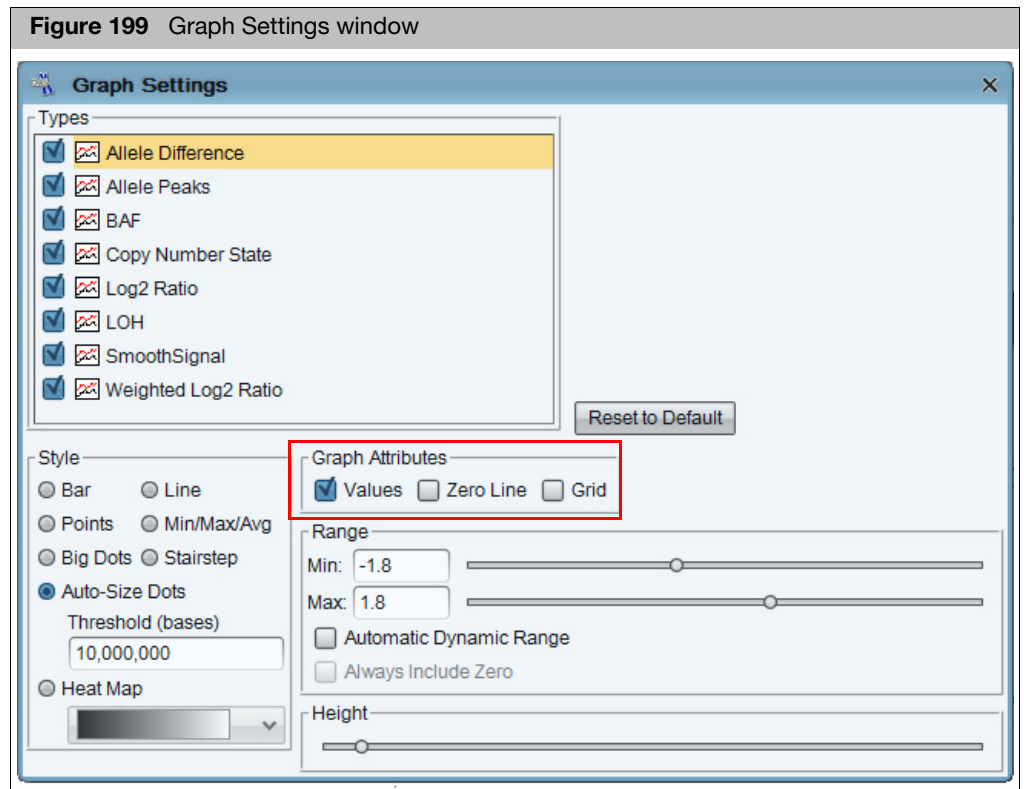 Figure 199 Graph Settings window
Graph Settings
Types
Allele Difference
Allele Peaks
BAF
Copy Number State
Log2 Ratio
LOH
SmoothSignal
Weighted Log2 Ratio
Reset to Default
Style
Bar Line
Points Min/Max/Avg
Big Dots Stairstep
Auto-Size Dots
Threshold (bases)
10,000,000
Heat Map
Graph Attributes
Values Zero Line Grid
Range
Min: -1.8
Max: 1.8
Automatic Dynamic Range
Always Include Zero
Height